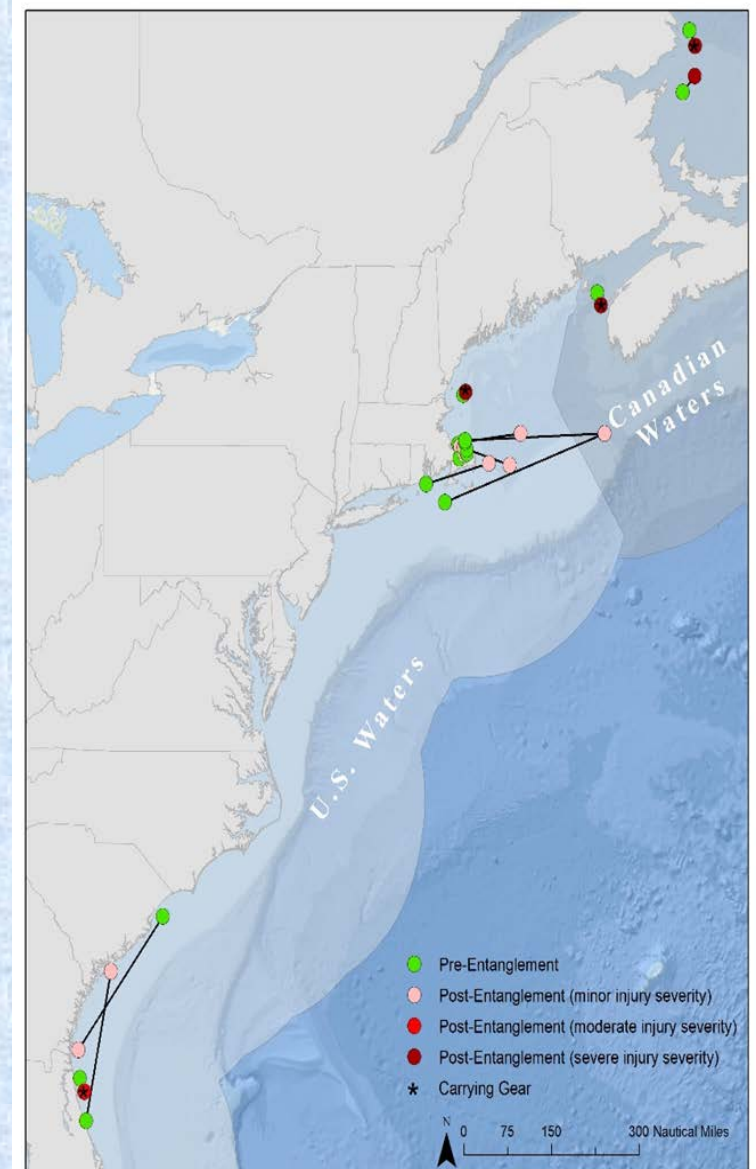 Canadian
Waters
U.S. Waters
Pre-Entanglement
Post-Entanglement (minor injury severity)
Post-Entanglement (moderate injury severity)
Post-Entanglement (severe injury severity)
* Carrying Gear
N
0 75 150 300 Nautical Miles